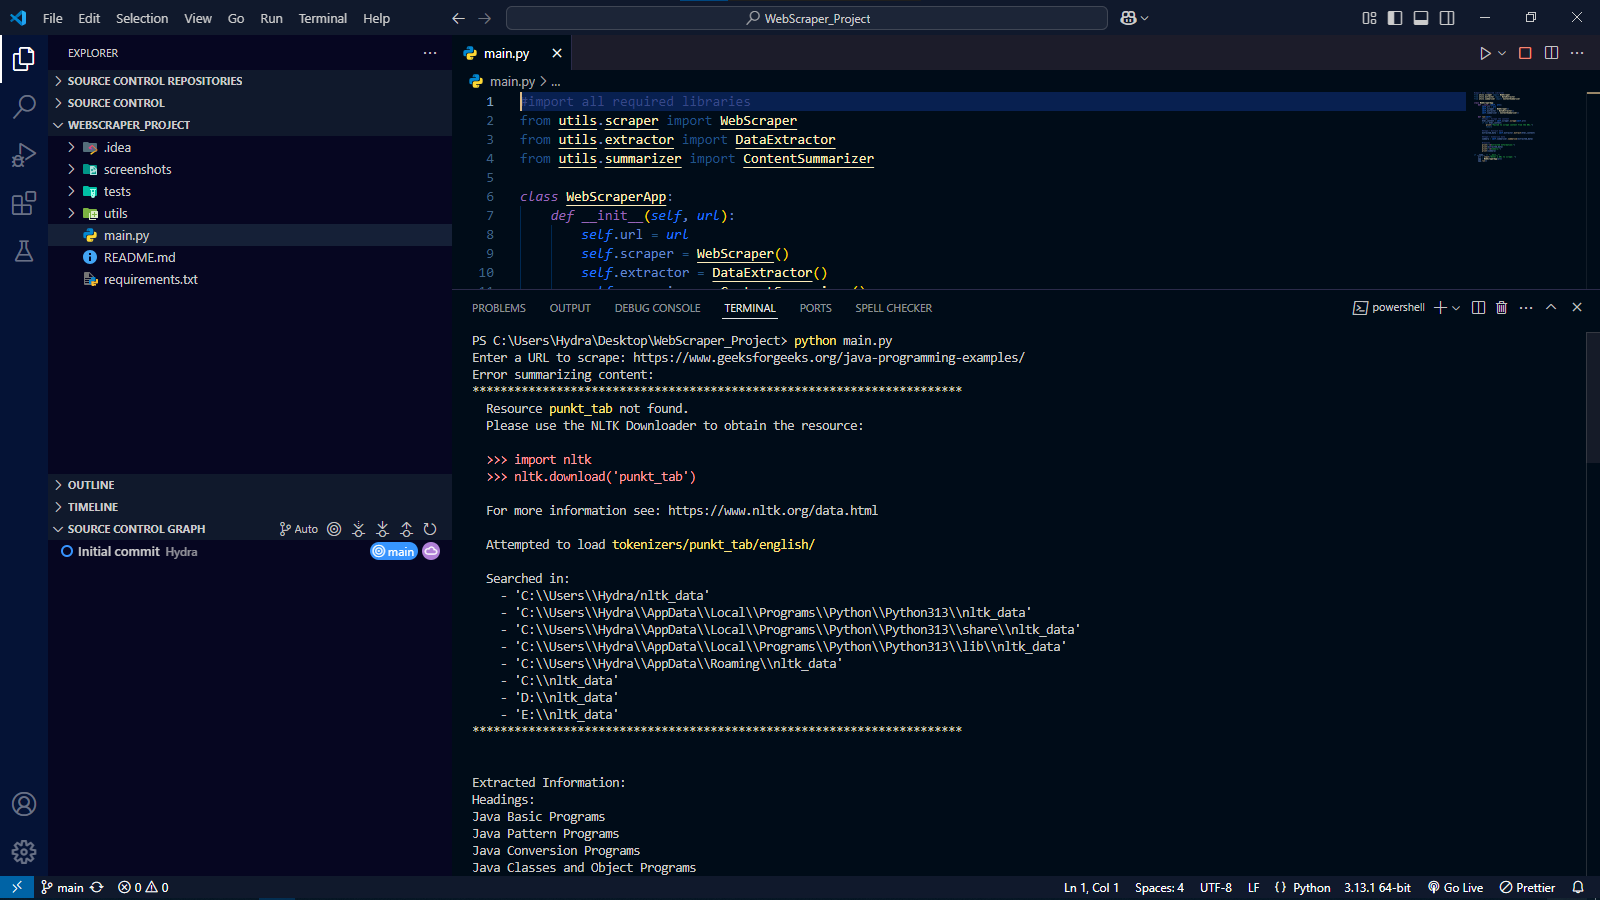 File Edit Selection View Go Run Terminal Help
WebScraper_Project
EXPLORER
SOURCE CONTROL REPOSITORIES
SOURCE CONTROL
WEBSCRAPER_PROJECT
.idea
screenshots
tests
utils
main.py
README.md
requirements.txt
OUTLINE
TIMELINE
SOURCE CONTROL GRAPH Auto
Initial commit Hydra main
main.py
main.py > ...
1 #import all required libraries
2 from utils.scraper import WebScraper
3 from utils.extractor import DataExtractor
4 from utils.summarizer import ContentSummarizer
5
6 class WebScraperApp:
7 def __init__(self, url):
8 self.url = url
9 self.scraper = WebScraper()
10 self.extractor = DataExtractor()
PROBLEMS OUTPUT DEBUG CONSOLE TERMINAL PORTS SPELL CHECKER
powershell
PS C:\Users\Hydra\Desktop\WebScraper_Project> python main.py
Enter a URL to scrape: https://www.geeksforgeeks.org/java-programming-examples/
Error summarizing content:
**********************************************************************
Resource punkt_tab not found.
Please use the NLTK Downloader to obtain the resource:
>>> import nltk
>>> nltk.download('punkt_tab')
For more information see: https://www.nltk.org/data.html
Attempted to load tokenizers/punkt_tab/english/
Searched in:
- 'C:\\Users\\Hydra/nltk_data'
- 'C:\\Users\\Hydra\\AppData\\Local\\Programs\\Python\\Python313\\nltk_data'
- 'C:\\Users\\Hydra\\AppData\\Local\\Programs\\Python\\Python313\\share\\nltk_data'
- 'C:\\Users\\Hydra\\AppData\\Local\\Programs\\Python\\Python313\\lib\\nltk_data'
- 'C:\\Users\\Hydra\\AppData\\Roaming\\nltk_data'
- 'C:\\nltk_data'
- 'D:\\nltk_data'
- 'E:\\nltk_data'
**********************************************************************
Extracted Information:
Headings:
Java Basic Programs
Java Pattern Programs
Java Conversion Programs
Java Classes and Object Programs
main 0 0 Ln 1, Col 1 Spaces: 4 UTF-8 LF {} Python 3.13.1 64-bit Go Live Prettier